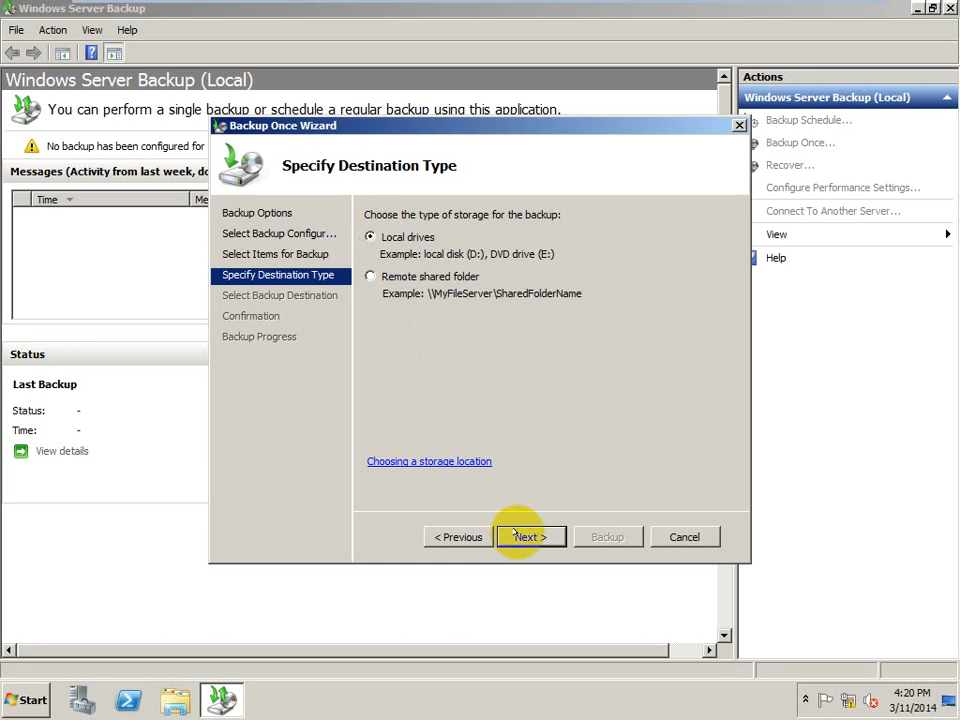 Windows Server Backup
File Action View Help
Windows Server Backup (Local)
You can perform a single backup or schedule a regular backup using this application.
No backup has been configured for
Messages (Activity from last week, do
Time Me
Status
Last Backup
Status: -
Time: -
View details
Backup Once Wizard
Specify Destination Type
Backup Options
Select Backup Configur...
Select Items for Backup
Specify Destination Type
Select Backup Destination
Confirmation
Backup Progress
Choose the type of storage for the backup:
Local drives
Example: local disk (D:), DVD drive (E:)
Remote shared folder
Example: \\MyFileServer\SharedFolderName
Choosing a storage location
< Previous Next > Backup Cancel
Actions
Windows Server Backup (Local)
Backup Schedule...
Backup Once...
Recover...
Configure Performance Settings...
Connect To Another Server...
View
Help
Start
4:20 PM
3/11/2014